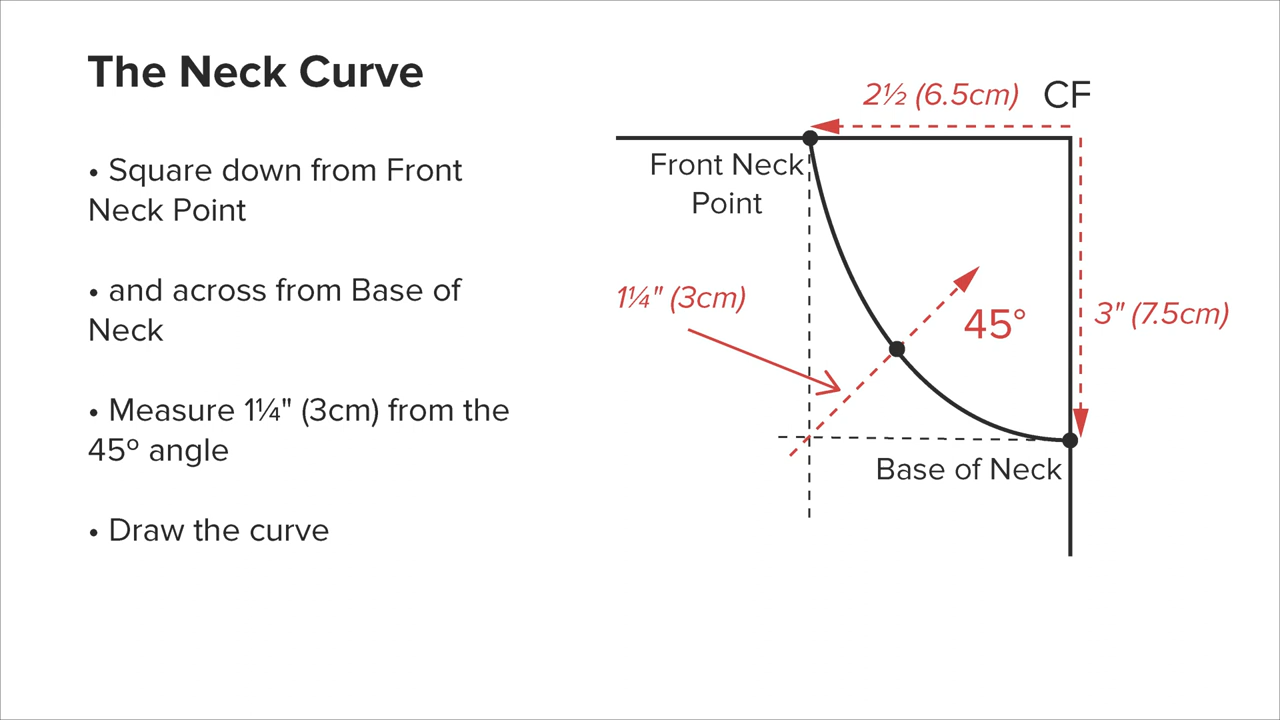 The Neck Curve
• Square down from Front
Neck Point
• and across from Base of
Neck
• Measure 1¼" (3cm) from the
45º angle
• Draw the curve
2½ (6.5cm)
CF
Front Neck
Point
1¼" (3cm)
45°
3" (7.5cm)
Base of Neck